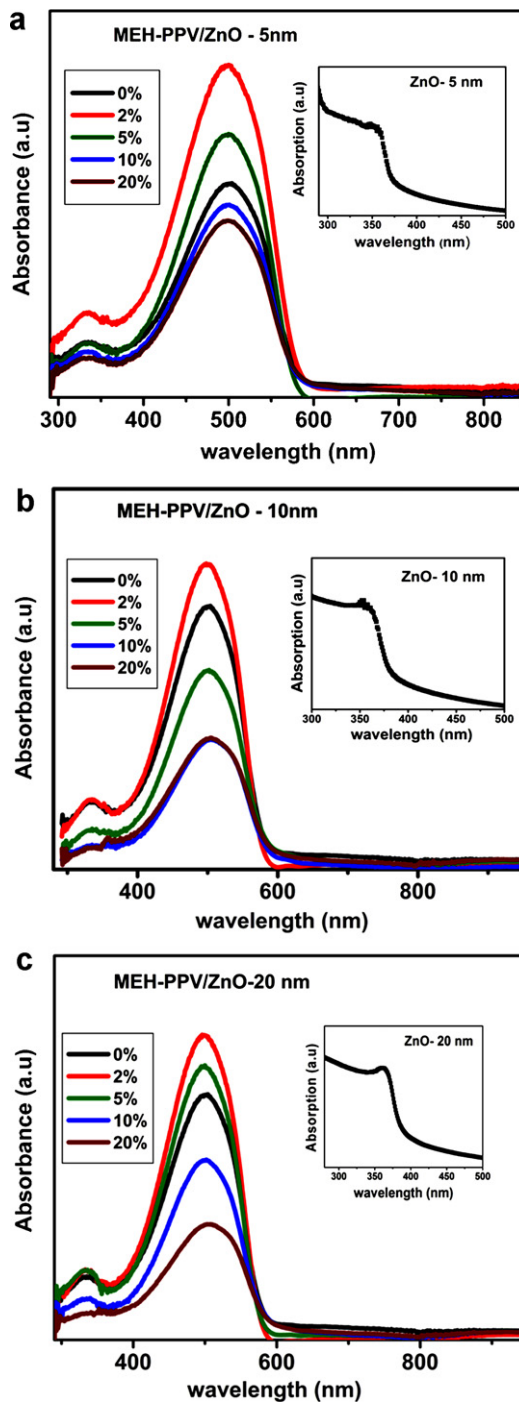 a
MEH-PPV/ZnO - 5nm
0%
2%
5%
10%
20%
Absorbance (a.u)
ZnO- 5 nm
Absorption (a.u)
300 350 400 450 500
wavelength (nm)
300 400 500 600 700 800
wavelength (nm)
b
MEH-PPV/ZnO - 10nm
0%
2%
5%
10%
20%
Absorbance (a.u)
ZnO- 10 nm
Absorption (a.u)
300 350 400 450 500
wavelength (nm)
400 600 800
wavelength (nm)
c
MEH-PPV/ZnO-20 nm
0%
2%
5%
10%
20%
Absorbance (a.u)
ZnO- 20 nm
Absorption (a.u)
300 350 400 450 500
wavelength (nm)
400 600 800
wavelength (nm)